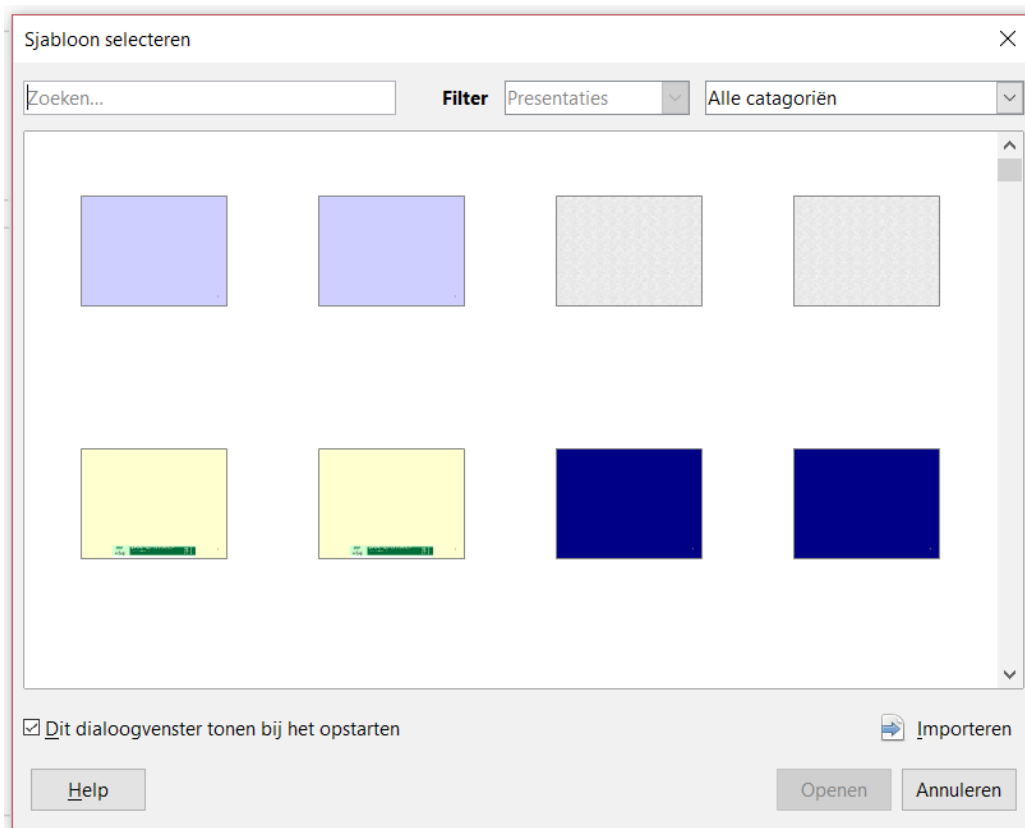 Sjabloon selecteren
Zoeken... Filter Presentaties Alle catagoriën
Dit dialoogvenster tonen bij het opstarten Importeren
Help Openen Annuleren